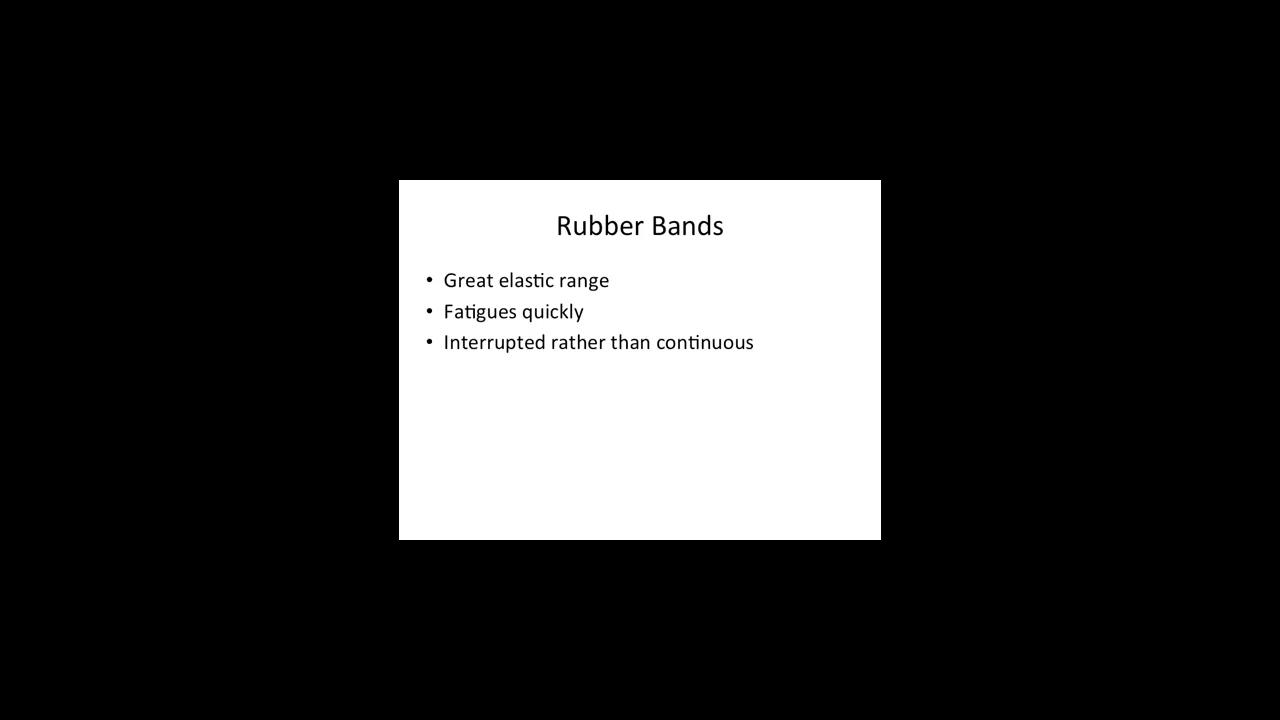 Rubber Bands
• Great elastic range
• Fatigues quickly
• Interrupted rather than continuous